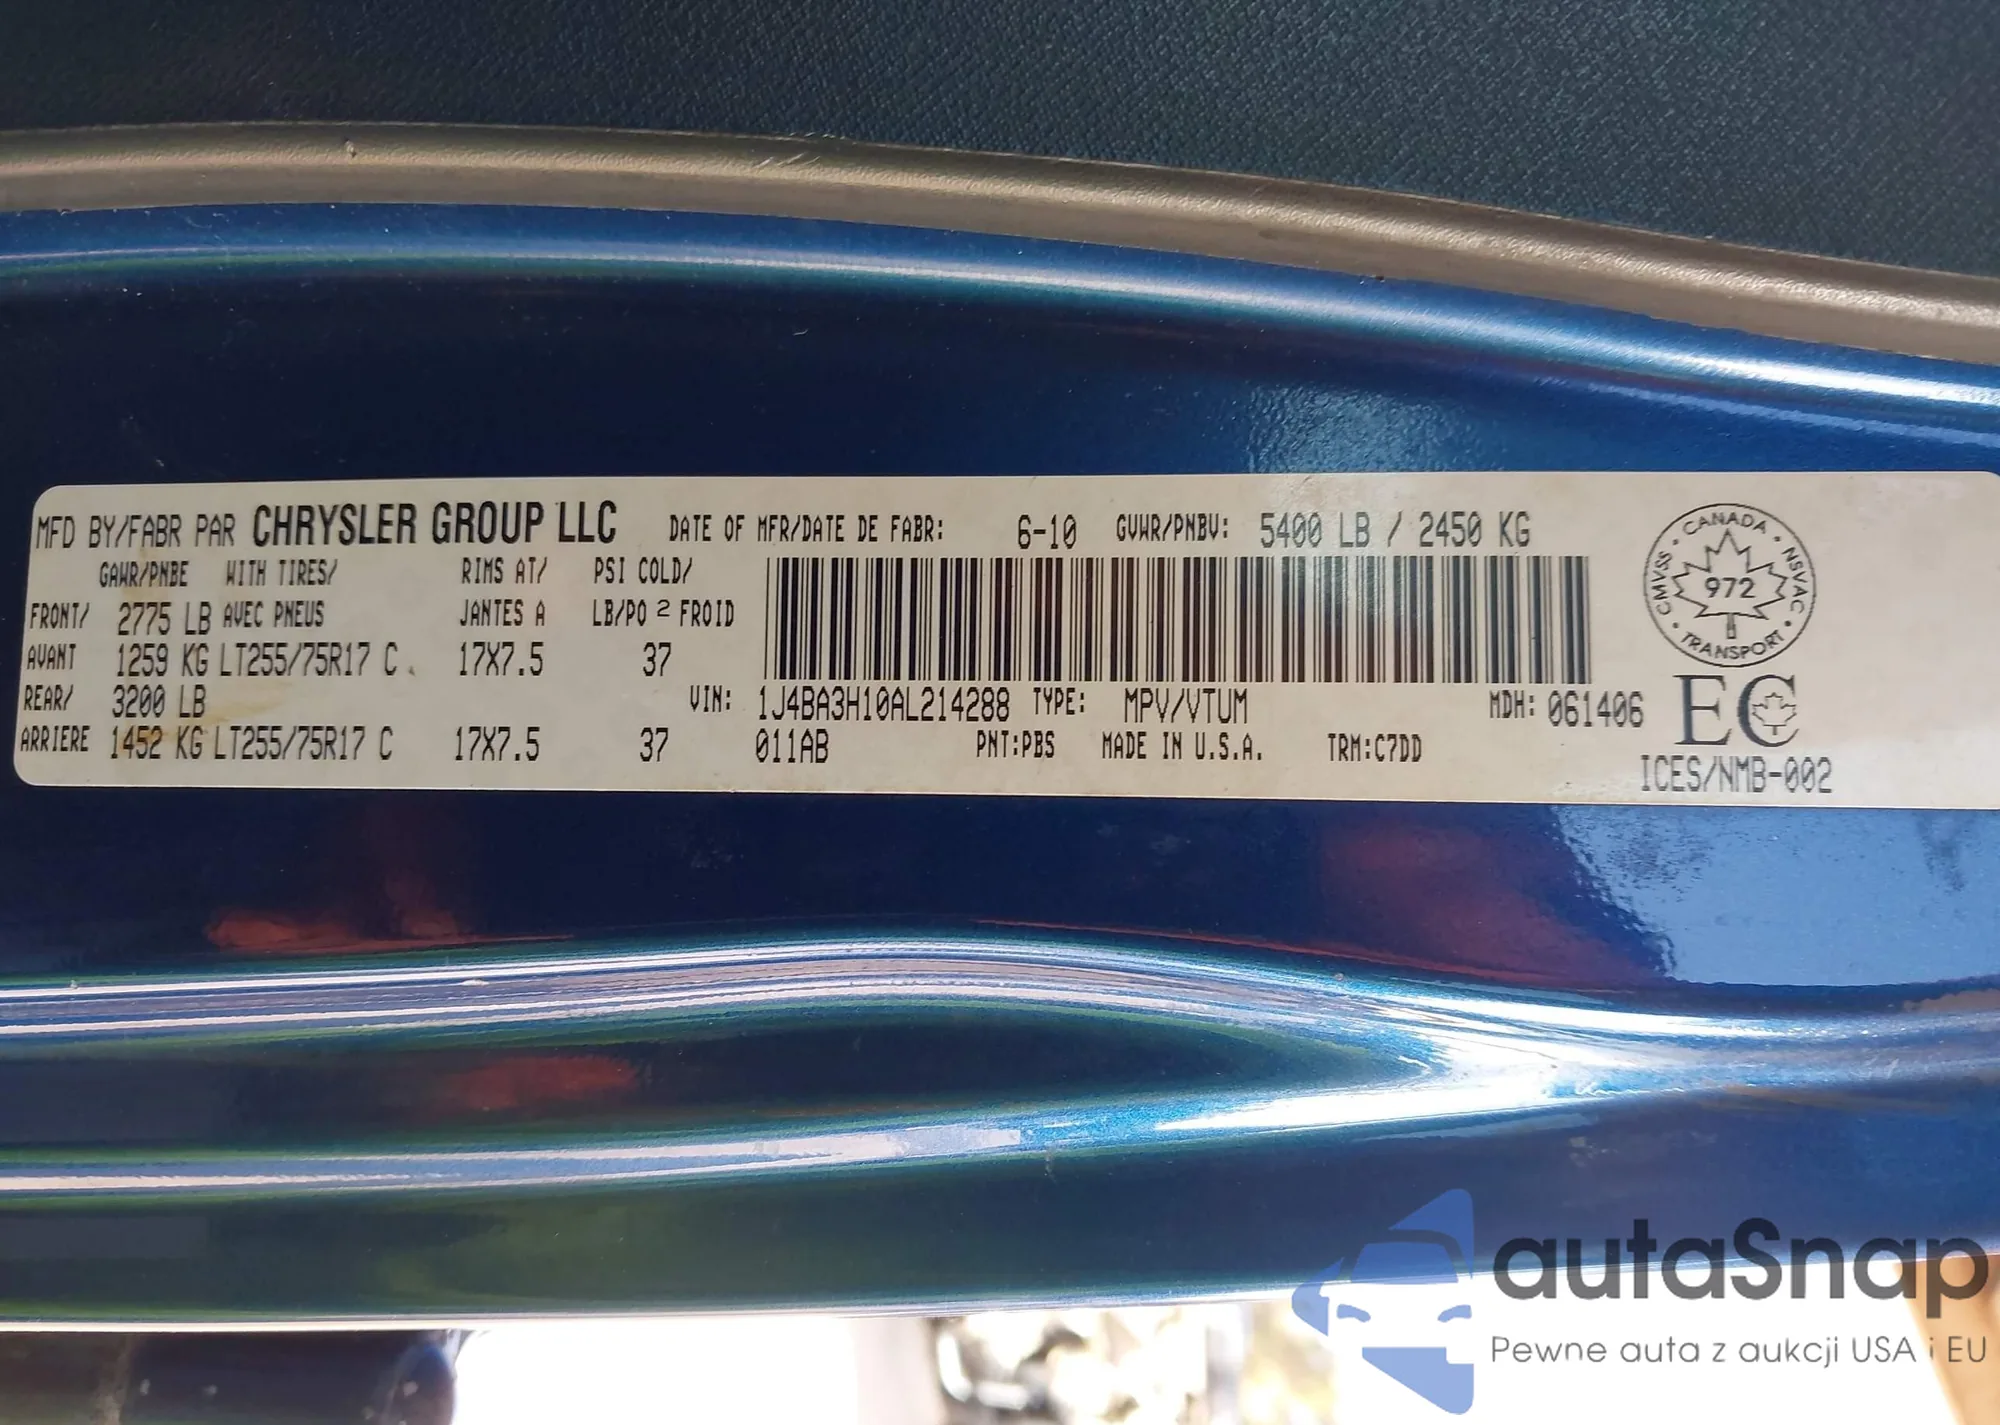 MFD BY/FABR PAR CHRYSLER GROUP LLC DATE OF MFR/DATE DE FABR: 6-10 GVWR/PNBV: 5400 LB / 2450 KG
GAWR/PNBE WITH TIRES/ RIMS AT/ PSI COLD/
FRONT/ 2775 LB AVEC PNEUS JANTES A LB/PO 2 FROID
AVANT 1259 KG LT255/75R17 C 17X7.5 37
REAR/ 3200 LB VIN: 1J4BA3H10AL214288 TYPE: MPV/VTUM MDH: 061406
ARRIERE 1452 KG LT255/75R17 C 17X7.5 37 011AB PNT:PBS MADE IN U.S.A. TRM:C7DD
CANADA
CMVSS 972 NSVAC
TRANSPORT
EC
ICES/NMB-002
autaSnap
Pewne auta z aukcji USA i EU